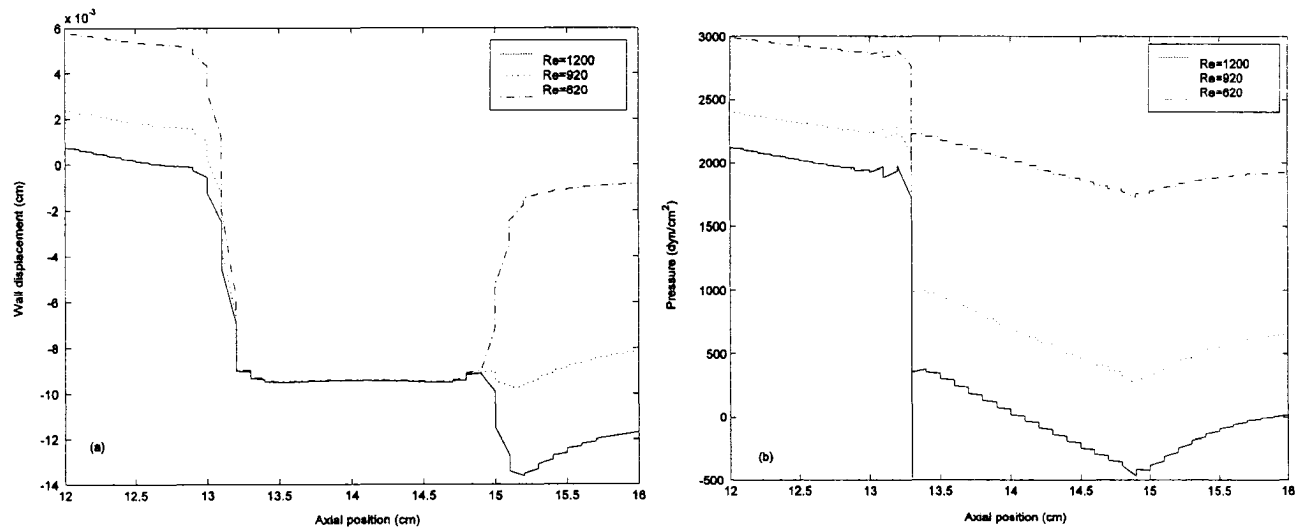 x 10⁻³
6
4
2
0
-2
-4
-6
-8
-10
-12
-14
Wall displacement (cm)
Re=1200
Re=920
Re=620
(a)
12 12.5 13 13.5 14 14.5 15 15.5 16
Axial position (cm)
3000
2500
2000
1500
1000
500
0
-500
Pressure (dyn/cm²)
Re=1200
Re=920
Re=620
(b)
12 12.5 13 13.5 14 14.5 15 15.5 16
Axial position (cm)